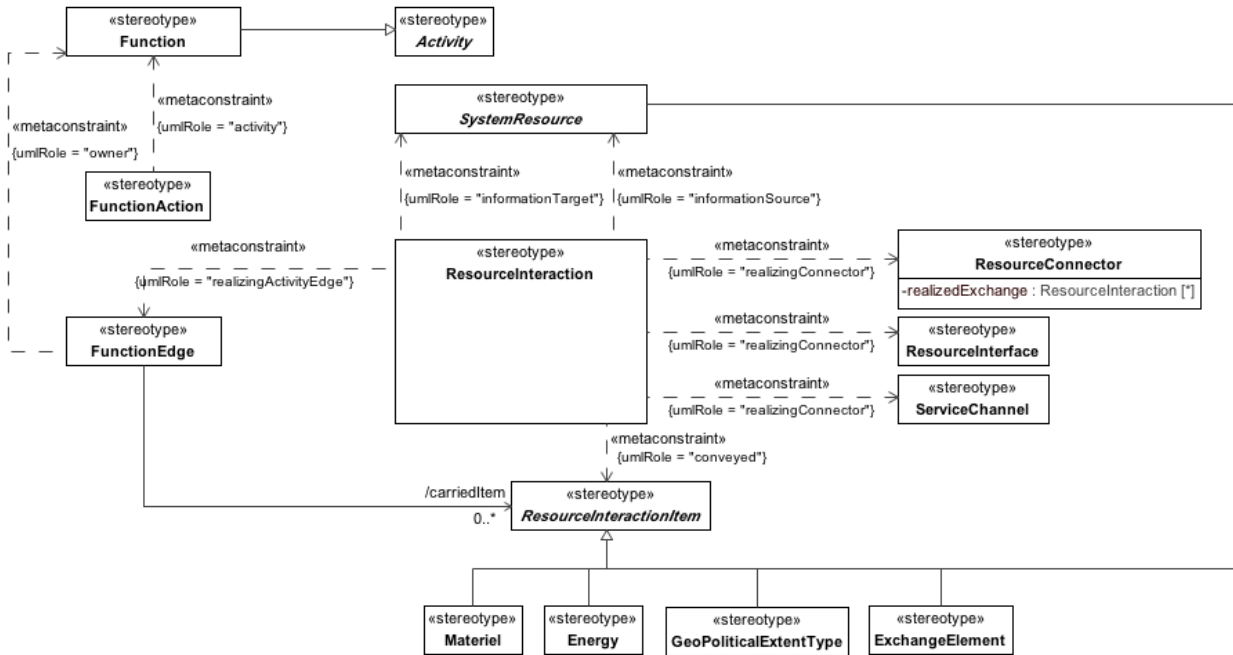 «stereotype»
Function
«stereotype»
Activity
«metaconstraint»
{umlRole = "activity"}
«metaconstraint»
{umlRole = "owner"}
«stereotype»
SystemResource
«stereotype»
FunctionAction
«metaconstraint»
{umlRole = "informationTarget"}
«metaconstraint»
{umlRole = "informationSource"}
«metaconstraint»
{umlRole = "realizingActivityEdge"}
«stereotype»
ResourceInteraction
«metaconstraint»
{umlRole = "realizingConnector"}
«stereotype»
ResourceConnector
-realizedExchange : ResourceInteraction [*]
«stereotype»
FunctionEdge
«metaconstraint»
{umlRole = "realizingConnector"}
«stereotype»
ResourceInterface
«metaconstraint»
{umlRole = "realizingConnector"}
«stereotype»
ServiceChannel
«metaconstraint»
{umlRole = "conveyed"}
/carriedItem
0..*
«stereotype»
ResourceInteractionItem
«stereotype»
Materiel
«stereotype»
Energy
«stereotype»
GeoPoliticalExtentType
«stereotype»
ExchangeElement